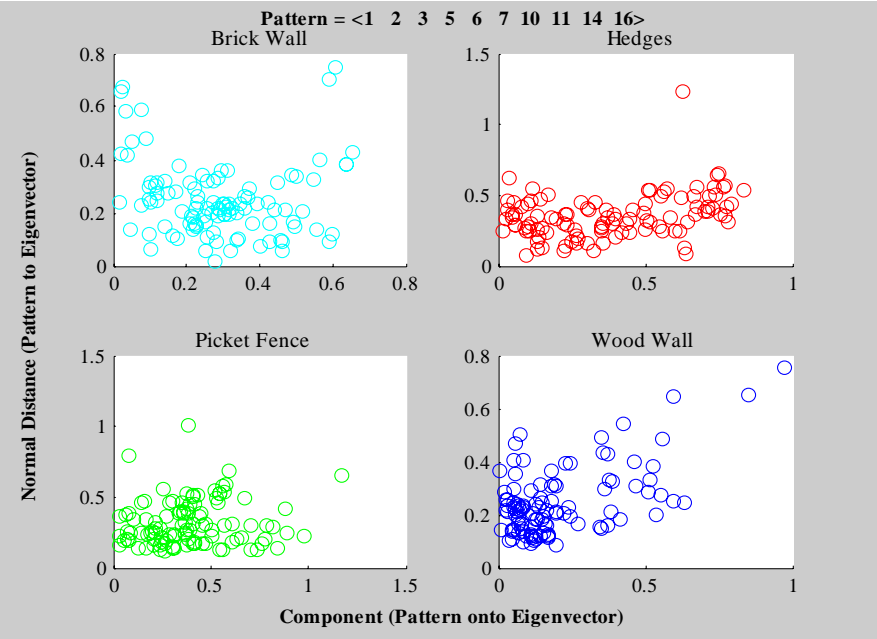 Pattern = <1 2 3 5 6 7 10 11 14 16>
Brick Wall
Hedges
0.8
0.6
0.4
0.2
0
0 0.2 0.4 0.6 0.8
1.5
1
0.5
0
0 0.5 1
Normal Distance (Pattern to Eigenvector)
Picket Fence
Wood Wall
1.5
1
0.5
0
0 0.5 1 1.5
0.8
0.6
0.4
0.2
0
0 0.5 1
Component (Pattern onto Eigenvector)